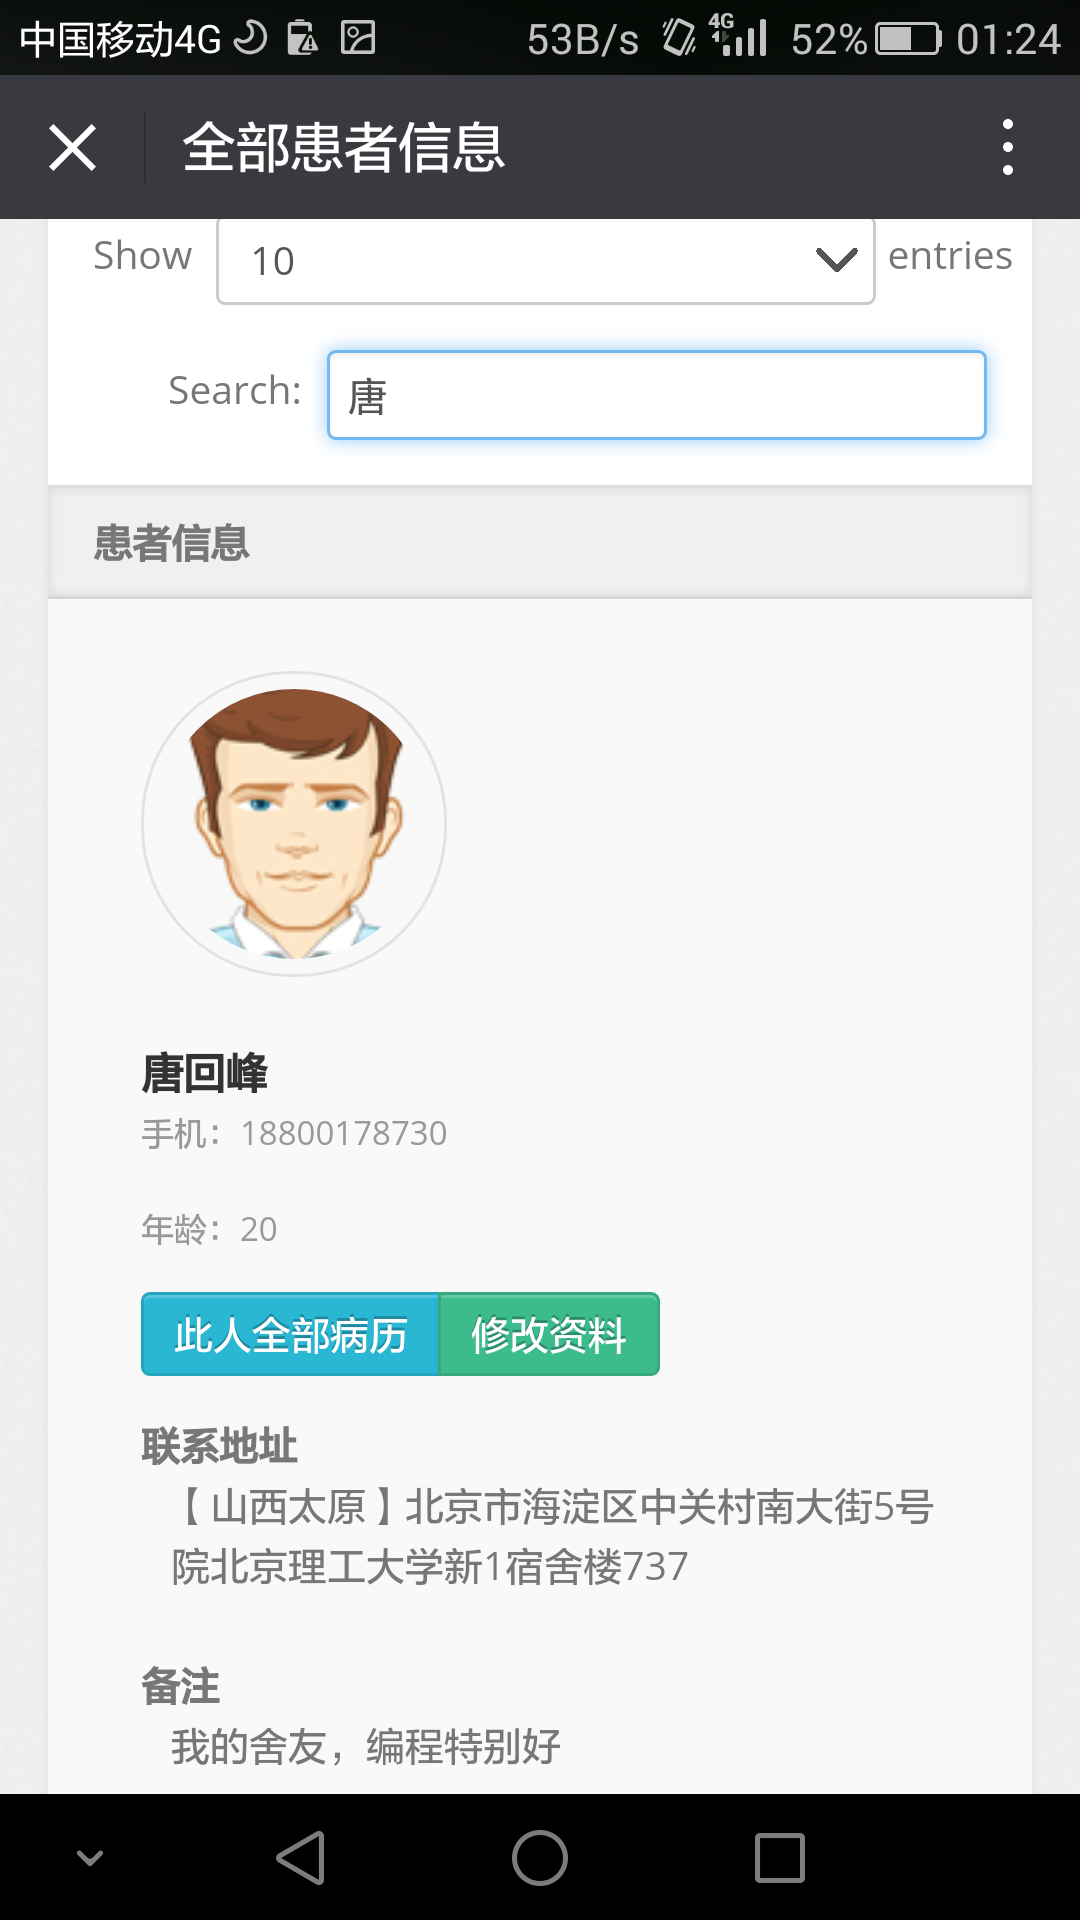 中国移动4G 53B/s 4G 52% 01:24
全部患者信息
Show 10 entries
Search: 唐
患者信息
唐回峰
手机：18800178730
年龄：20
此人全部病历 修改资料
联系地址
【山西太原】北京市海淀区中关村南大街5号
院北京理工大学新1宿舍楼737
备注
我的舍友，编程特别好